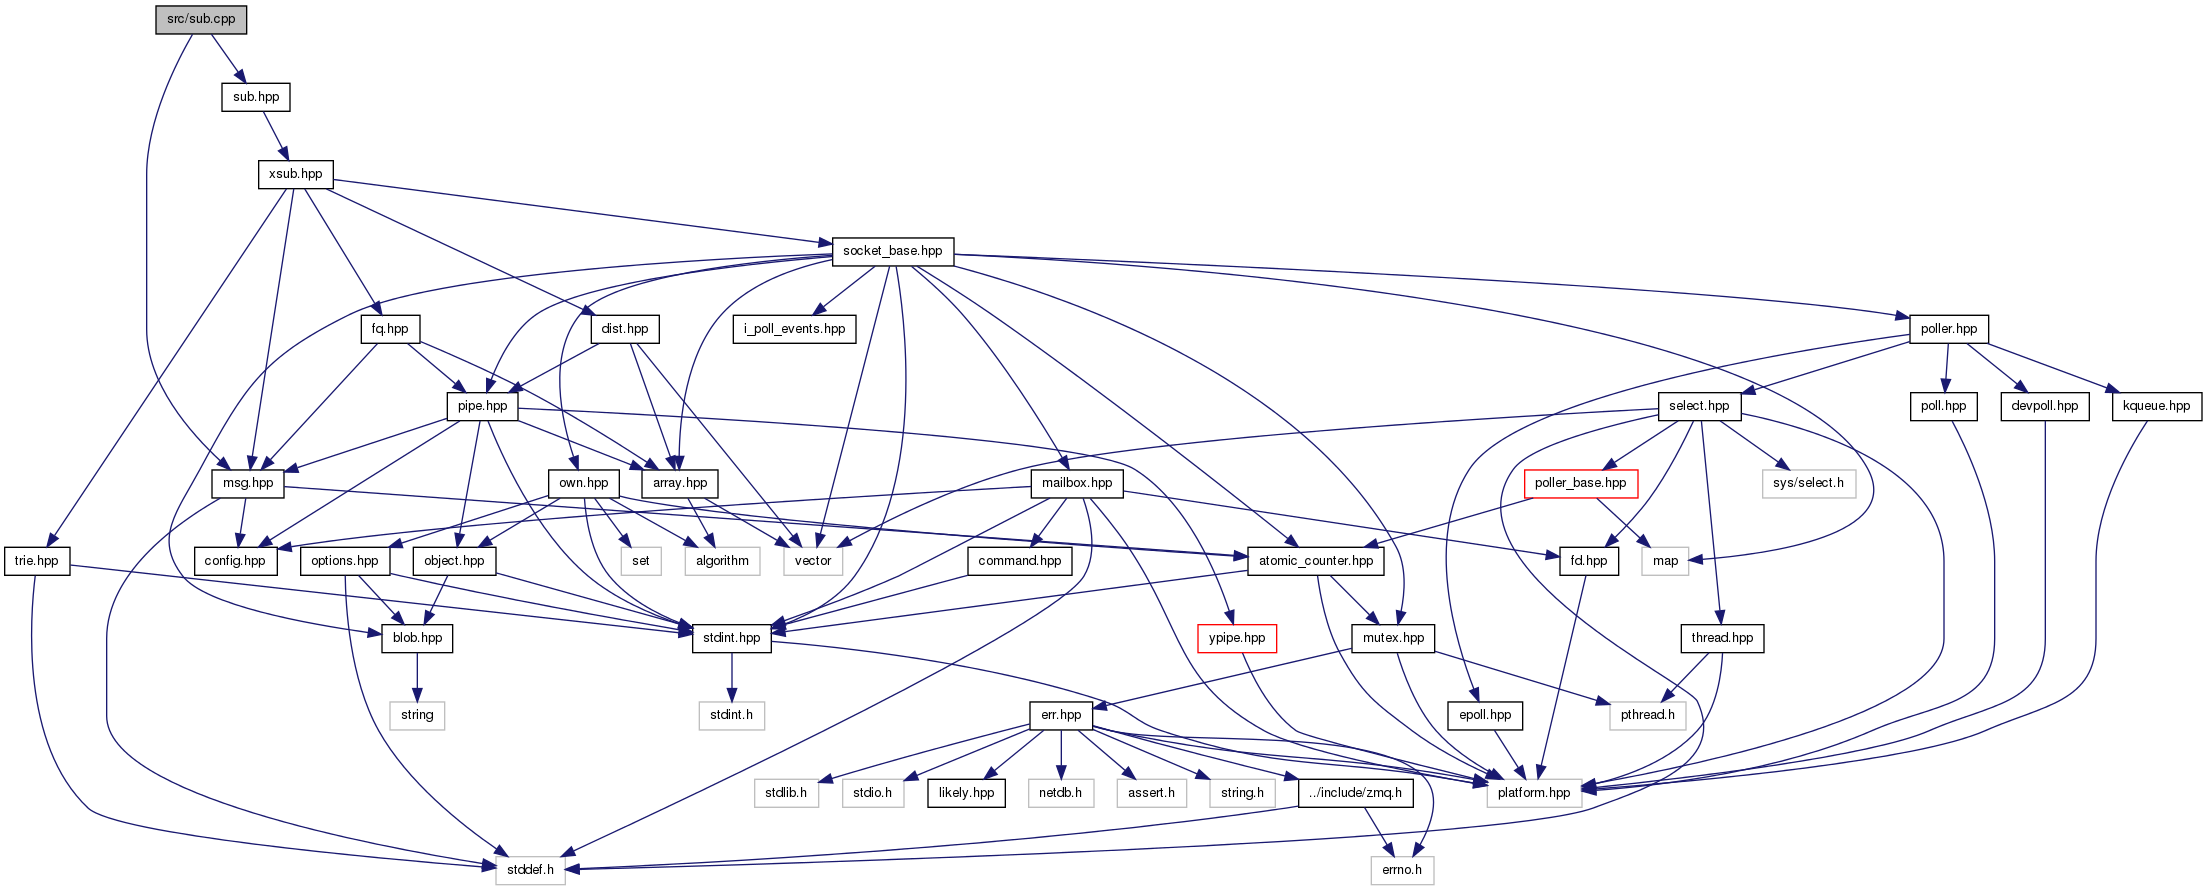 src/sub.cpp
sub.hpp
xsub.hpp
socket_base.hpp
fq.hpp
dist.hpp
i_poll_events.hpp
poller.hpp
pipe.hpp
select.hpp
poll.hpp
devpoll.hpp
kqueue.hpp
msg.hpp
own.hpp
array.hpp
mailbox.hpp
poller_base.hpp
sys/select.h
trie.hpp
config.hpp
options.hpp
object.hpp
set
algorithm
vector
command.hpp
atomic_counter.hpp
fd.hpp
map
blob.hpp
stdint.hpp
ypipe.hpp
mutex.hpp
thread.hpp
string
stdint.h
err.hpp
epoll.hpp
pthread.h
stdlib.h
stdio.h
likely.hpp
netdb.h
assert.h
string.h
../include/zmq.h
platform.hpp
stddef.h
errno.h